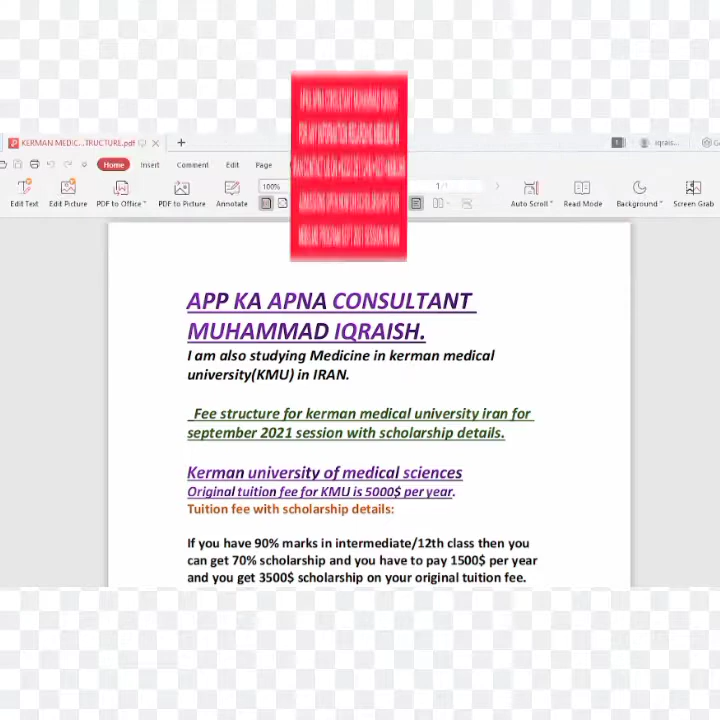 KERMAN MEDIC...TRUCTURE.pdf
iqrais...
Home Insert Comment Edit Page
Edit Text Edit Picture PDF to Office PDF to Picture Annotate
100%
1/
Auto Scroll Read Mode Background Screen Grab
APP KA APNA CONSULTANT
MUHAMMAD IQRAISH.
I am also studying Medicine in kerman medical
university(KMU) in IRAN.
Fee structure for kerman medical university iran for
september 2021 session with scholarship details.
Kerman university of medical sciences
Original tuition fee for KMU is 5000$ per year.
Tuition fee with scholarship details:
If you have 90% marks in intermediate/12th class then you
can get 70% scholarship and you have to pay 1500$ per year
and you get 3500$ scholarship on your original tuition fee.